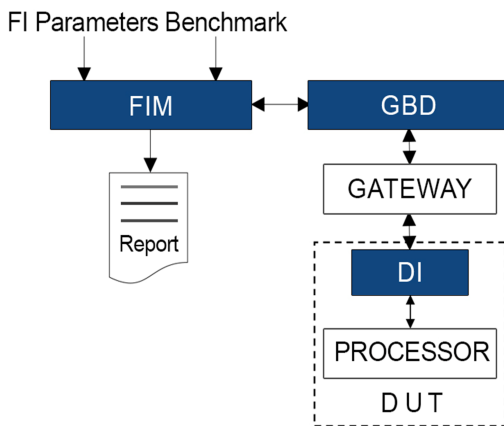 FI Parameters Benchmark
FIM
GBD
GATEWAY
Report
DI
PROCESSOR
DUT